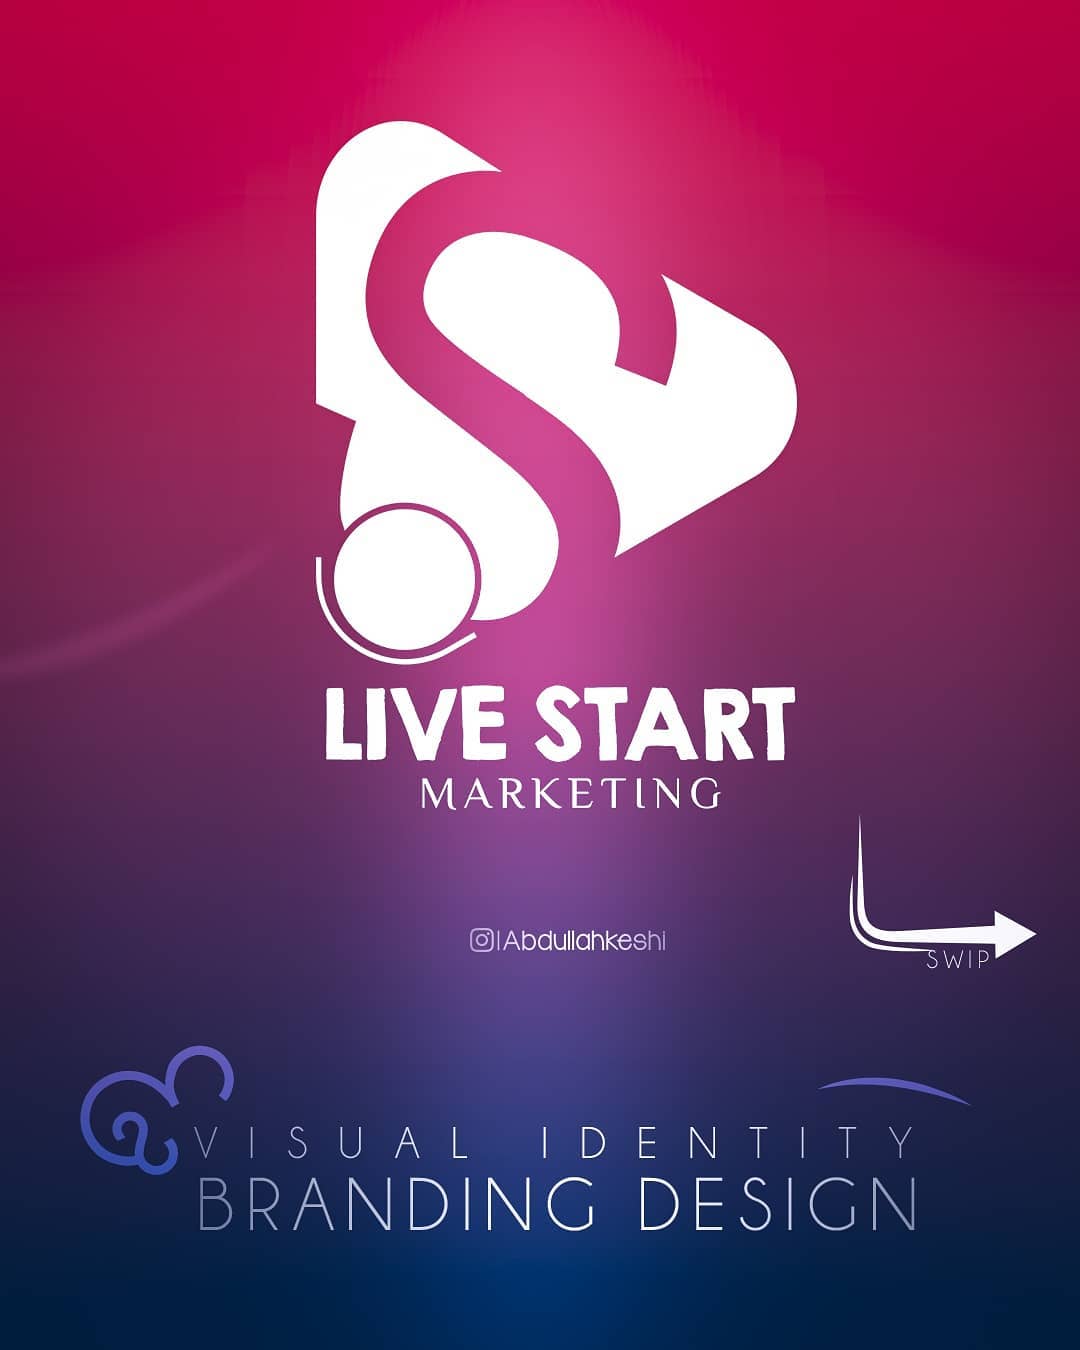 LIVE START
MARKETING
|Abdullahkeshi
SWIP
VISUAL IDENTITY
BRANDING DESIGN